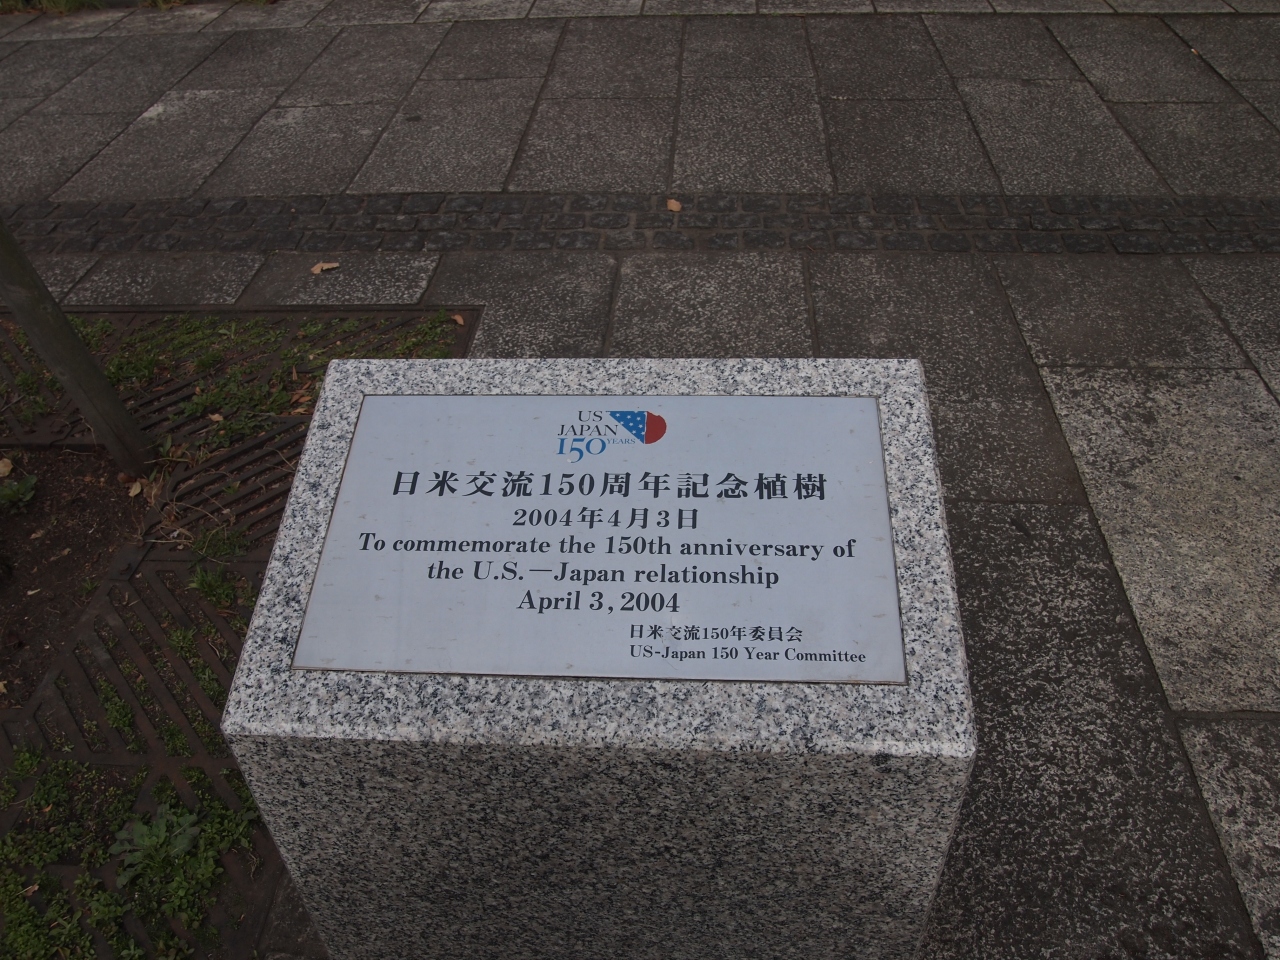 US
JAPAN
150 YEARS
日米交流150周年記念植樹
2004年4月3日
To commemorate the 150th anniversary of
the U.S.—Japan relationship
April 3, 2004
日米交流150年委員会
US-Japan 150 Year Committee